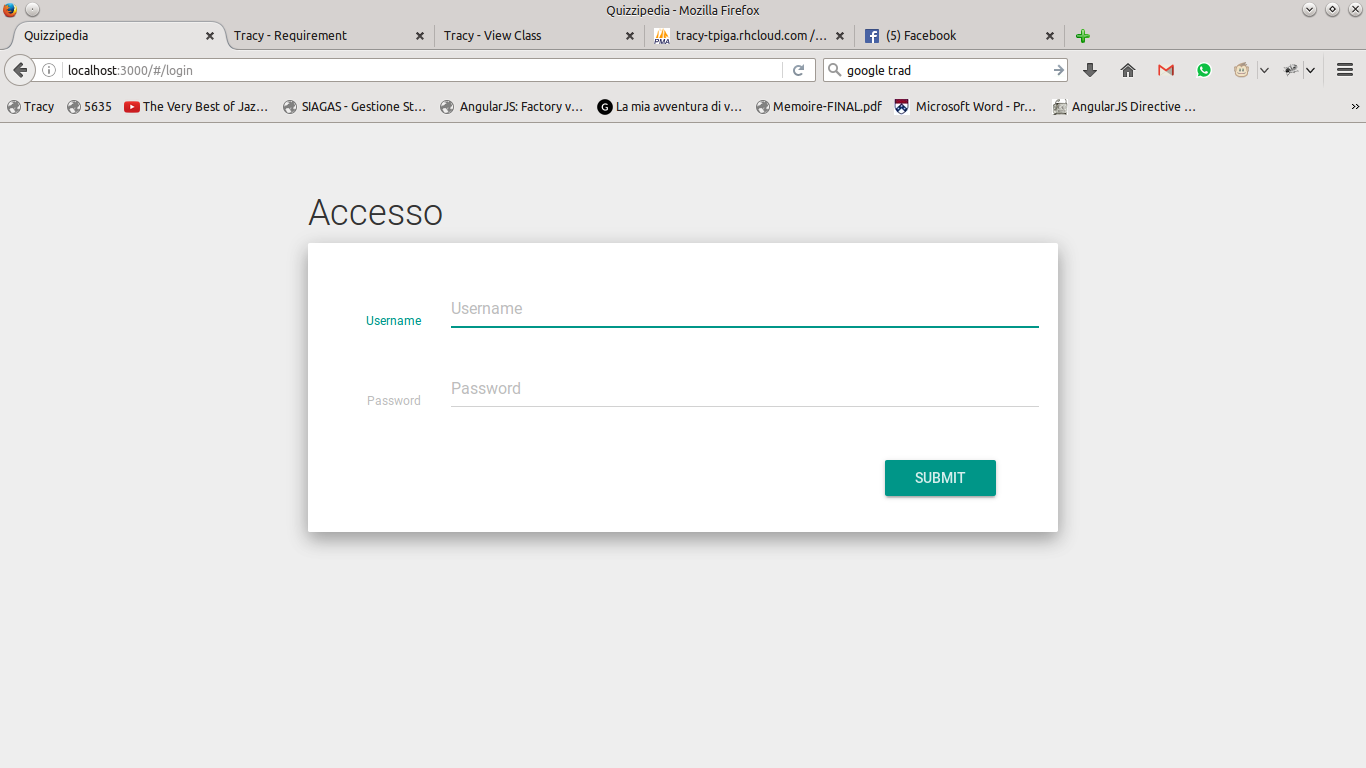 Quizzipedia - Mozilla Firefox
Quizzipedia Tracy - Requirement Tracy - View Class PMA tracy-tpiga.rhcloud.com /... (5) Facebook
localhost:3000/#/login google trad
Tracy 5635 The Very Best of Jaz... SIAGAS - Gestione St... AngularJS: Factory v... G La mia avventura di v... Memoire-FINAL.pdf Microsoft Word - Pr... AngularJS Directive ...
Accesso
Username Username
Password Password
SUBMIT